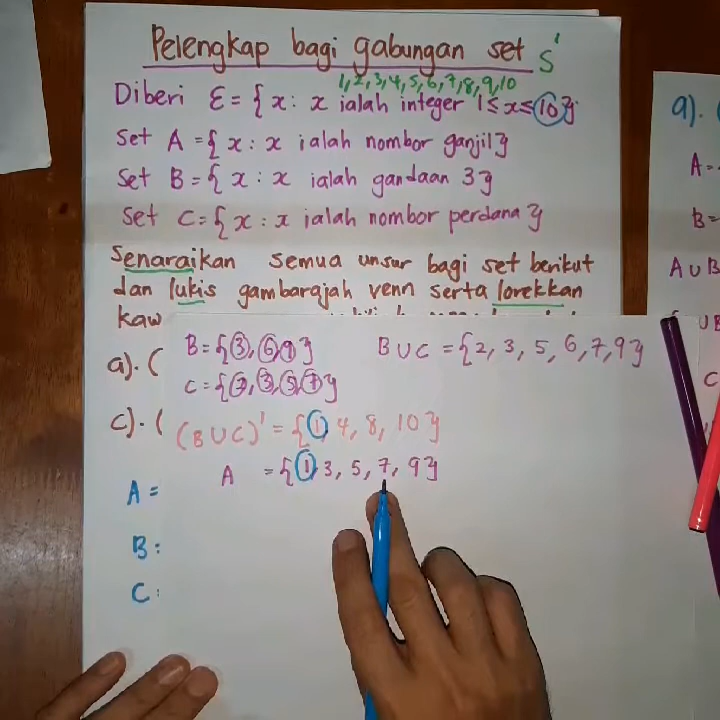 Pelengkap bagi gabungan set S'
1,2,3,4,5,6,7,8,9,10
Diberi ξ = { x : x ialah integer 1 ≤ x ≤ 10 }.
Set A = { x : x ialah nombor ganjil }
Set B = { x : x ialah gandaan 3 }
Set C = { x : x ialah nombor perdana }
Senaraikan semua unsur bagi set berikut
dan lukis gambarajah venn serta lorekkan
kaw
a). (
B = {3, 6, 9}
B ∪ C = {2, 3, 5, 6, 7, 9}
C = {2, 3, 5, 7}
c). (
(B ∪ C)' = {1, 4, 8, 10}
A = {1, 3, 5, 7, 9}
A =
B :
C :
a).
A =
B =
A ∪ B
∪ B
C